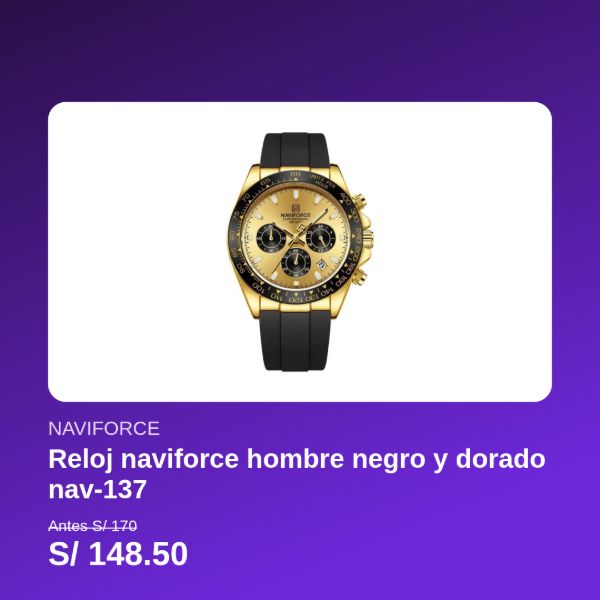 NAVIFORCE
NAVIFORCE
Reloj naviforce hombre negro y dorado
nav-137
Antes S/ 170
S/ 148.50